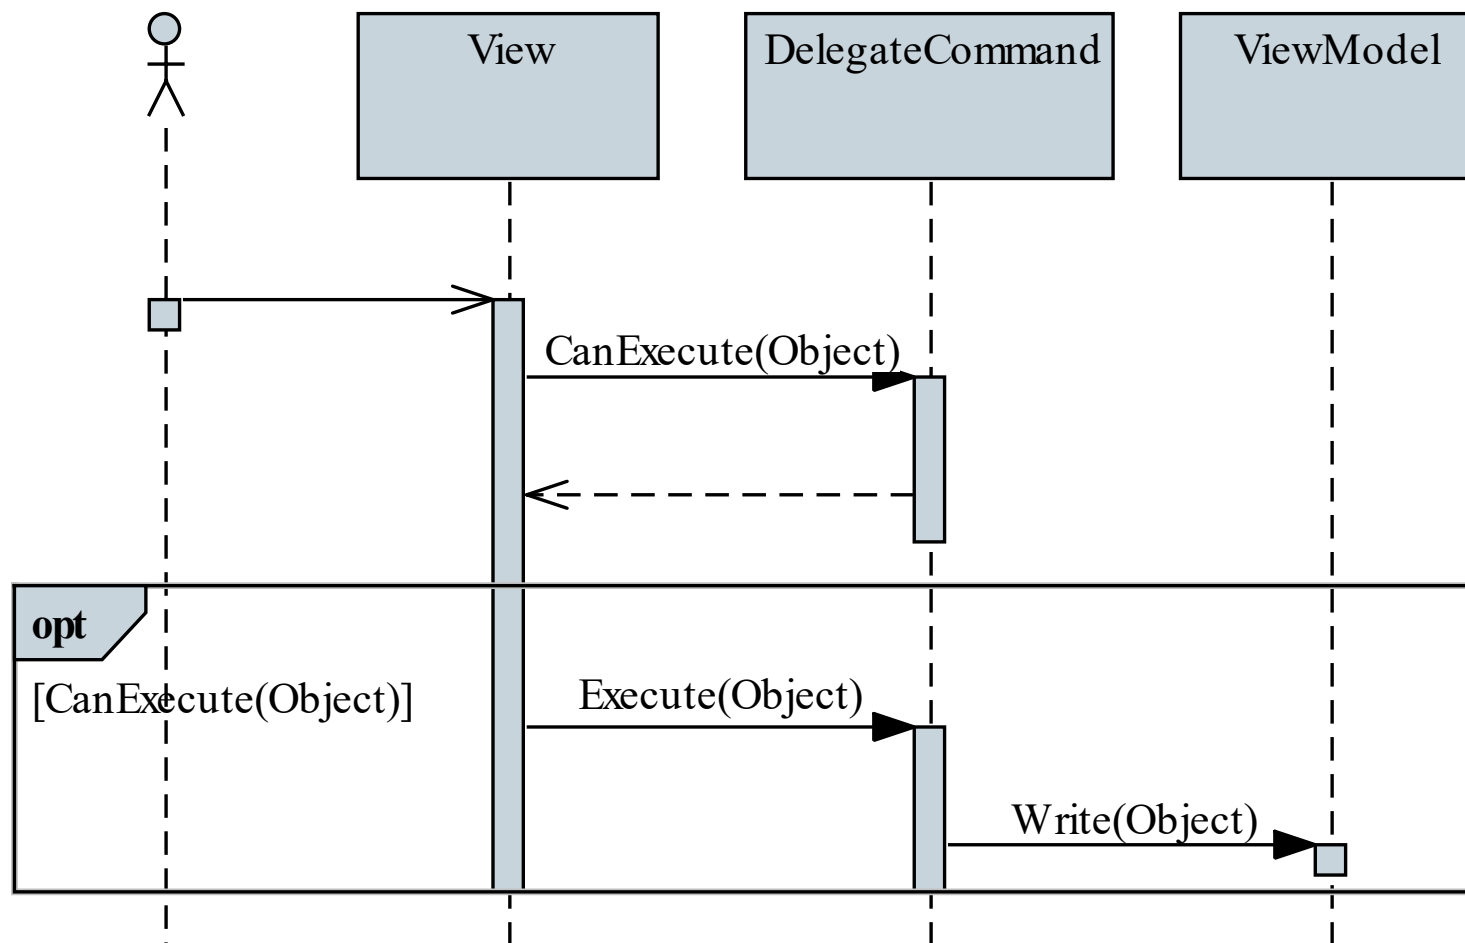 View
DelegateCommand
ViewModel
CanExecute(Object)
opt
[CanExecute(Object)]
Execute(Object)
Write(Object)